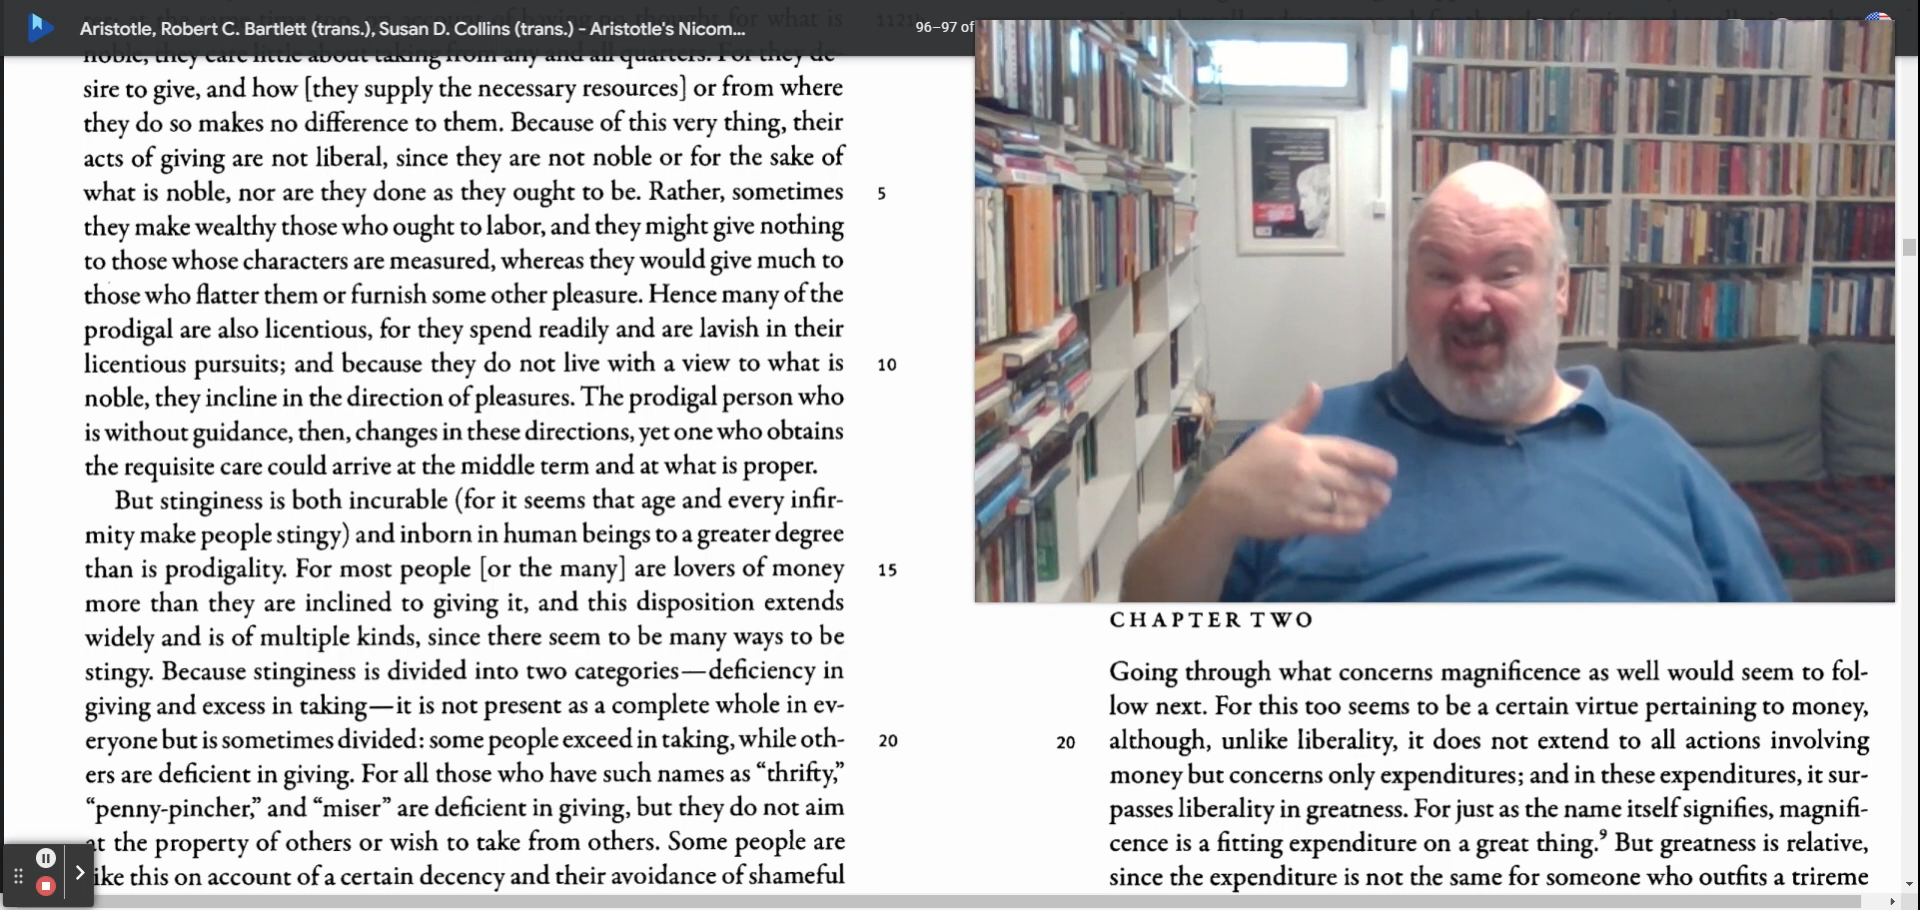 Aristotle, Robert C. Bartlett (trans.), Susan D. Collins (trans.) - Aristotle's Nicom...
96–97 of
noble, they care little about taking from any and all quarters. For they de-
sire to give, and how [they supply the necessary resources] or from where
they do so makes no difference to them. Because of this very thing, their
acts of giving are not liberal, since they are not noble or for the sake of
what is noble, nor are they done as they ought to be. Rather, sometimes 5
they make wealthy those who ought to labor, and they might give nothing
to those whose characters are measured, whereas they would give much to
those who flatter them or furnish some other pleasure. Hence many of the
prodigal are also licentious, for they spend readily and are lavish in their
licentious pursuits; and because they do not live with a view to what is 10
noble, they incline in the direction of pleasures. The prodigal person who
is without guidance, then, changes in these directions, yet one who obtains
the requisite care could arrive at the middle term and at what is proper.
But stinginess is both incurable (for it seems that age and every infir-
mity make people stingy) and inborn in human beings to a greater degree
than is prodigality. For most people [or the many] are lovers of money 15
more than they are inclined to giving it, and this disposition extends
widely and is of multiple kinds, since there seem to be many ways to be
stingy. Because stinginess is divided into two categories—deficiency in
giving and excess in taking—it is not present as a complete whole in ev-
eryone but is sometimes divided: some people exceed in taking, while oth- 20
ers are deficient in giving. For all those who have such names as “thrifty,”
“penny-pincher,” and “miser” are deficient in giving, but they do not aim
at the property of others or wish to take from others. Some people are
like this on account of a certain decency and their avoidance of shameful
CHAPTER TWO
Going through what concerns magnificence as well would seem to fol-
low next. For this too seems to be a certain virtue pertaining to money,
20 although, unlike liberality, it does not extend to all actions involving
money but concerns only expenditures; and in these expenditures, it sur-
passes liberality in greatness. For just as the name itself signifies, magnifi-
cence is a fitting expenditure on a great thing.⁹ But greatness is relative,
since the expenditure is not the same for someone who outfits a trireme